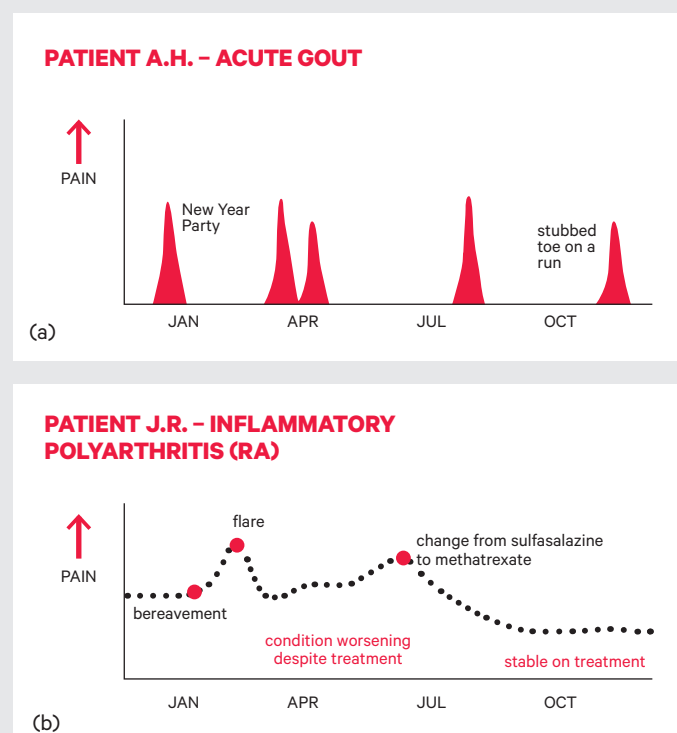 PATIENT A.H. – ACUTE GOUT
PAIN
New Year
Party
stubbed
toe on a
run
JAN APR JUL OCT
(a)
PATIENT J.R. – INFLAMMATORY
POLYARTHRITIS (RA)
flare
change from sulfasalazine
to methatrexate
PAIN
bereavement
condition worsening
despite treatment
stable on treatment
JAN APR JUL OCT
(b)